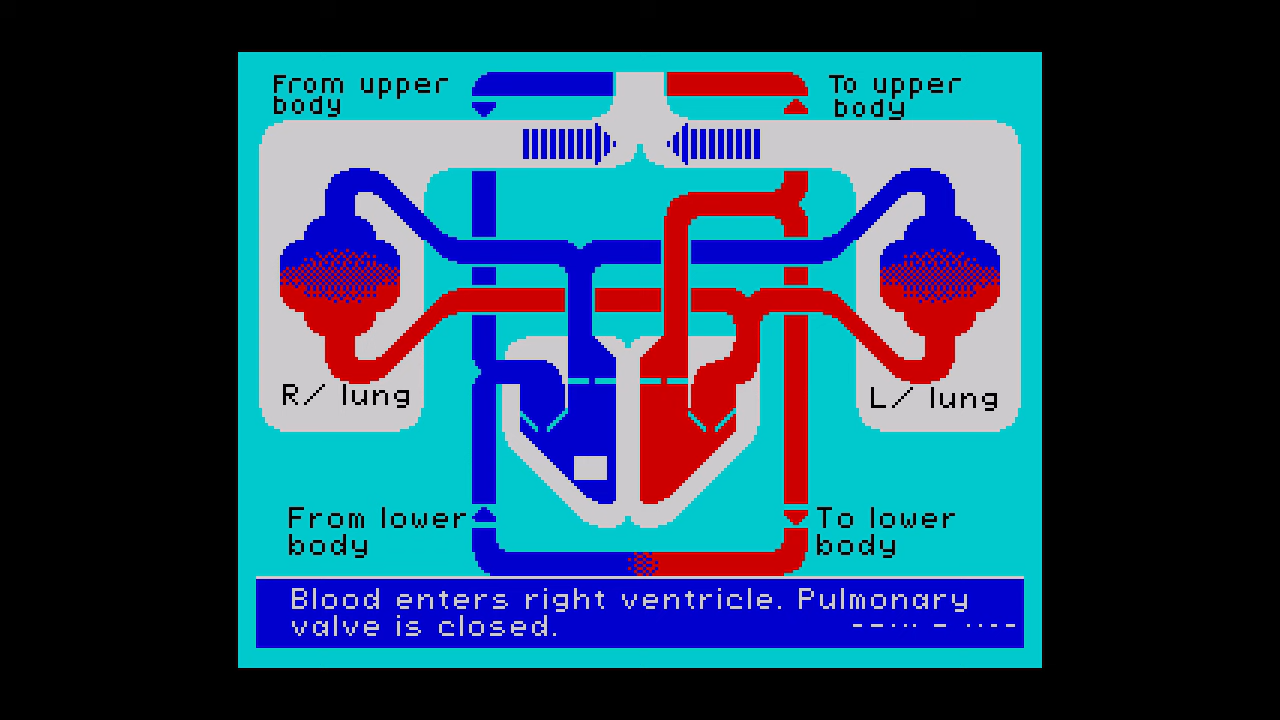 From upper
body
To upper
body
R/ lung
L/ lung
From lower
body
To lower
body
Blood enters right ventricle. Pulmonary
valve is closed.